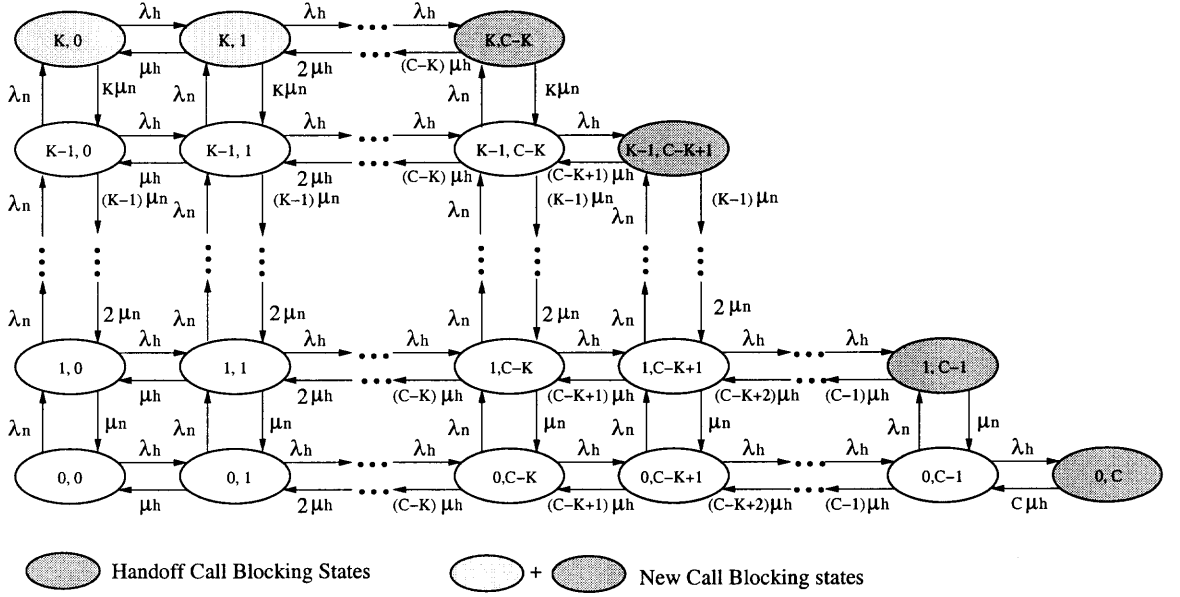 λh λh λh
K, 0 K, 1 • • • K,C−K
μh 2 μh • • • (C−K) μh
λn Kμn λn Kμn λn Kμn
λh λh λh λh
K−1, 0 K−1, 1 • • • K−1, C−K K−1, C−K+1
μh 2 μh • • • (C−K) μh (C−K+1) μh
λn (K−1) μn λn (K−1) μn λn (K−1) μn λn (K−1) μn
λn 2 μn λn 2 μn λn 2 μn λn 2 μn
λh λh λh λh λh λh
1, 0 1, 1 • • • 1,C−K 1,C−K+1 • • • 1, C−1
μh 2 μh • • • (C−K) μh (C−K+1) μh (C−K+2)μh • • • (C−1) μh
λn μn λn μn λn μn λn μn λn μn
λh λh λh λh λh λh λh
0, 0 0, 1 • • • 0,C−K 0,C−K+1 • • • 0,C−1 0, C
μh 2 μh • • • (C−K) μh (C−K+1) μh (C−K+2)μh • • • (C−1) μh C μh
Handoff Call Blocking States + New Call Blocking states